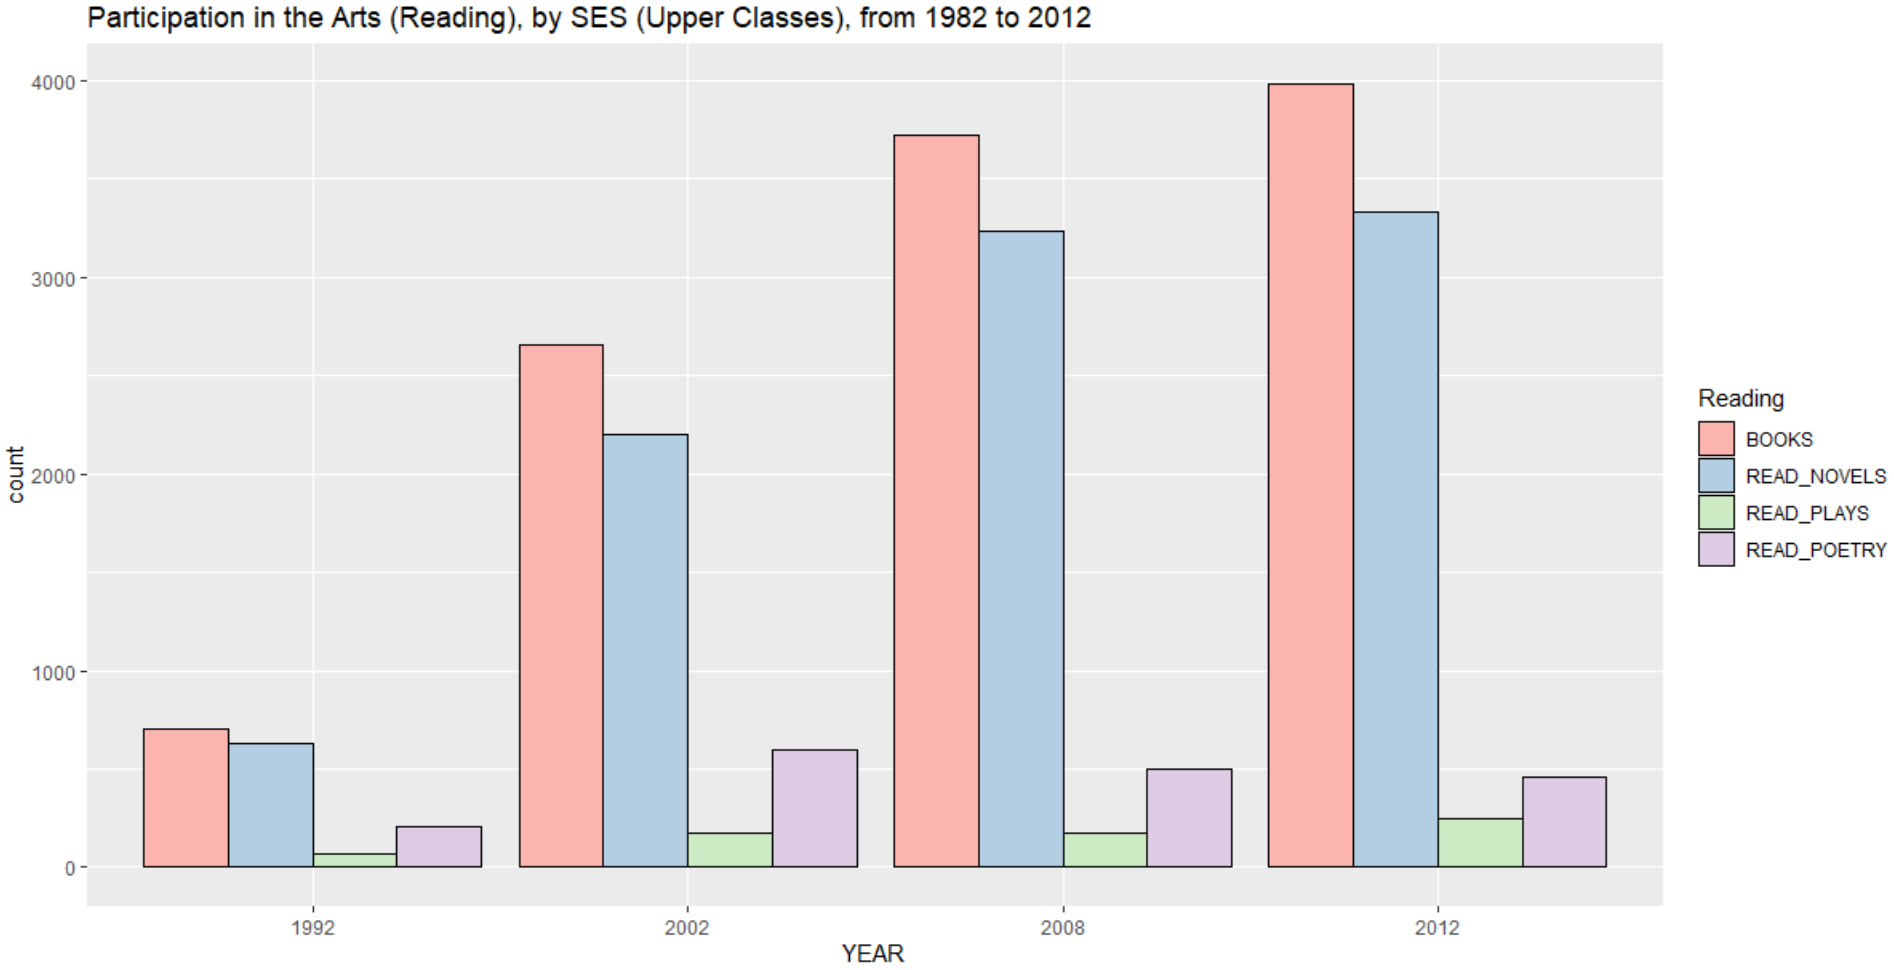 Participation in the Arts (Reading), by SES (Upper Classes), from 1982 to 2012
4000
3000
2000
1000
0
count
1992
2002
2008
2012
YEAR
Reading
BOOKS
READ_NOVELS
READ_PLAYS
READ_POETRY